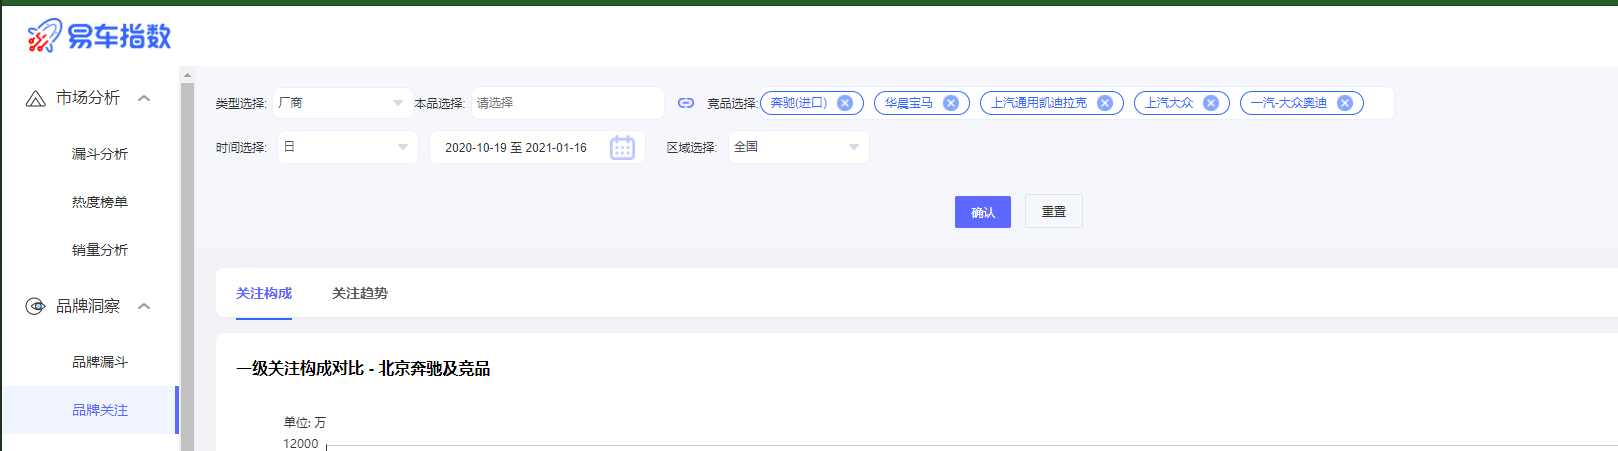 易车指数
市场分析
漏斗分析
热度榜单
销量分析
品牌洞察
品牌漏斗
品牌关注
类型选择: 厂商 本品选择: 请选择 竞品选择: 奔驰(进口) 华晨宝马 上汽通用凯迪拉克 上汽大众 一汽-大众奥迪
时间选择: 日 2020-10-19 至 2021-01-16 区域选择: 全国
确认 重置
关注构成 关注趋势
一级关注构成对比 - 北京奔驰及竞品
单位: 万
12000